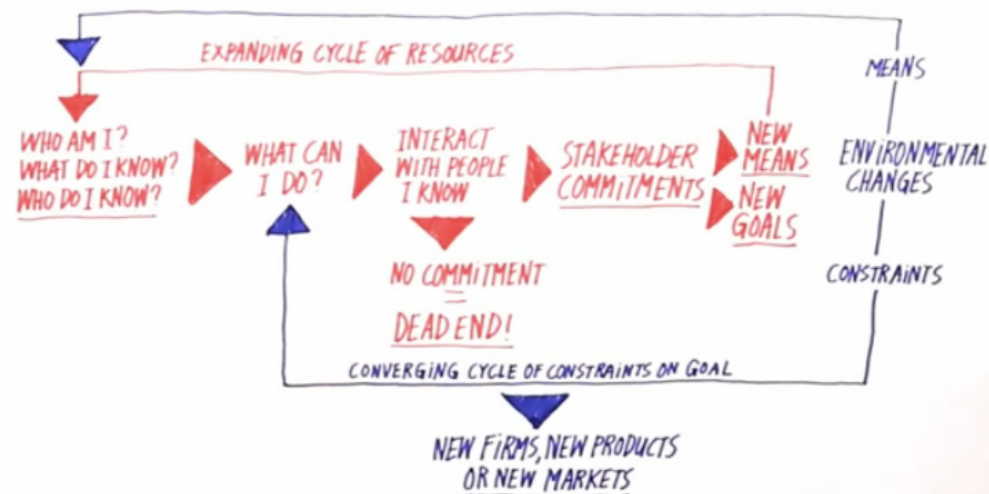 EXPANDING CYCLE OF RESOURCES
MEANS
WHO AM I?
WHAT DO I KNOW?
WHO DO I KNOW?
WHAT CAN
I DO?
INTERACT
WITH PEOPLE
I KNOW
STAKEHOLDER
COMMITMENTS
NEW
MEANS
NEW
GOALS
ENVIRONMENTAL
CHANGES
NO COMMITMENT
=
DEAD END!
CONSTRAINTS
CONVERGING CYCLE OF CONSTRAINTS ON GOAL
NEW FIRMS, NEW PRODUCTS
OR NEW MARKETS